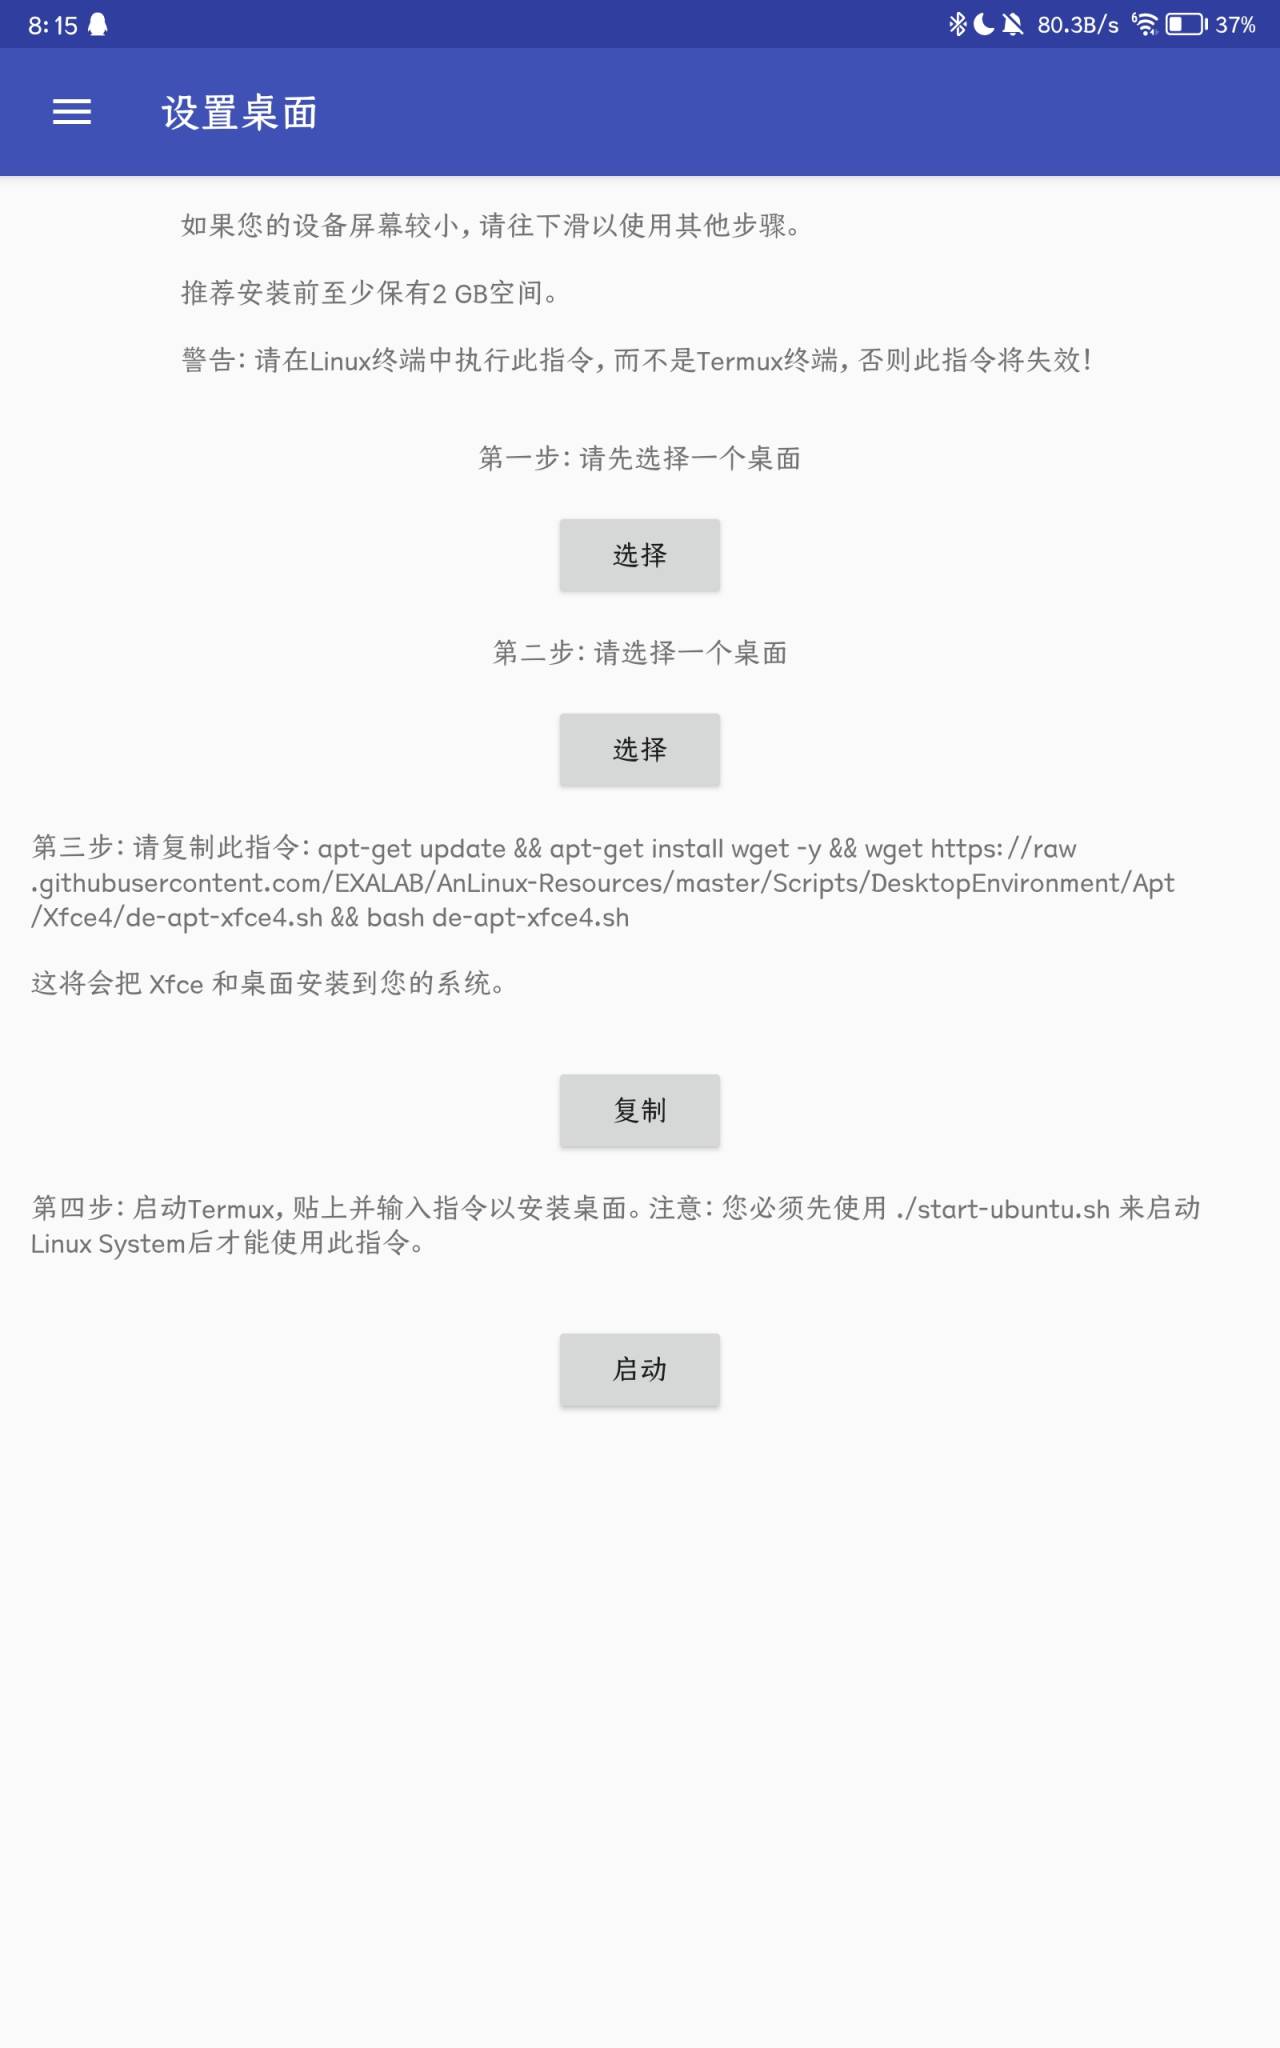 8:15
80.3B/s
6
37%
设置桌面
如果您的设备屏幕较小, 请往下滑以使用其他步骤。
推荐安装前至少保有2 GB空间。
警告: 请在Linux终端中执行此指令, 而不是Termux终端, 否则此指令将失效!
第一步: 请先选择一个桌面
选择
第二步: 请选择一个桌面
选择
第三步: 请复制此指令: apt-get update && apt-get install wget -y && wget https://raw
.githubusercontent.com/EXALAB/AnLinux-Resources/master/Scripts/DesktopEnvironment/Apt
/Xfce4/de-apt-xfce4.sh && bash de-apt-xfce4.sh
这将会把 Xfce 和桌面安装到您的系统。
复制
第四步: 启动Termux, 贴上并输入指令以安装桌面。注意: 您必须先使用 ./start-ubuntu.sh 来启动
Linux System后才能使用此指令。
启动